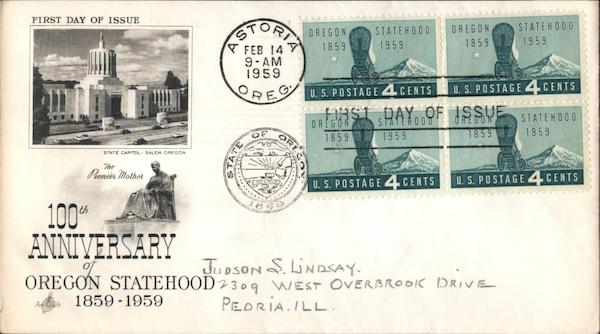 FIRST DAY OF ISSUE
STATE CAPITOL - SALEM, OREGON
The
Pioneer Mother
100th
ANNIVERSARY
of
OREGON STATEHOOD
1859-1959
ArtCraft
ASTORIA
FEB 14
9-AM
1959
OREG.
STATE OF OREGON
1859
OREGON STATEHOOD
1859 1959
U.S. POSTAGE 4 CENTS
OREGON STATEHOOD
1859 1959
U.S. POSTAGE 4 CENTS
FIRST DAY OF ISSUE
OREGON STATEHOOD
1859 1959
U.S. POSTAGE 4 CENTS
OREGON STATEHOOD
1859 1959
U.S. POSTAGE 4 CENTS
JUDSON S. LINDSAY.
2309 WEST OVERBROOK DRIVE
PEORIA. ILL.